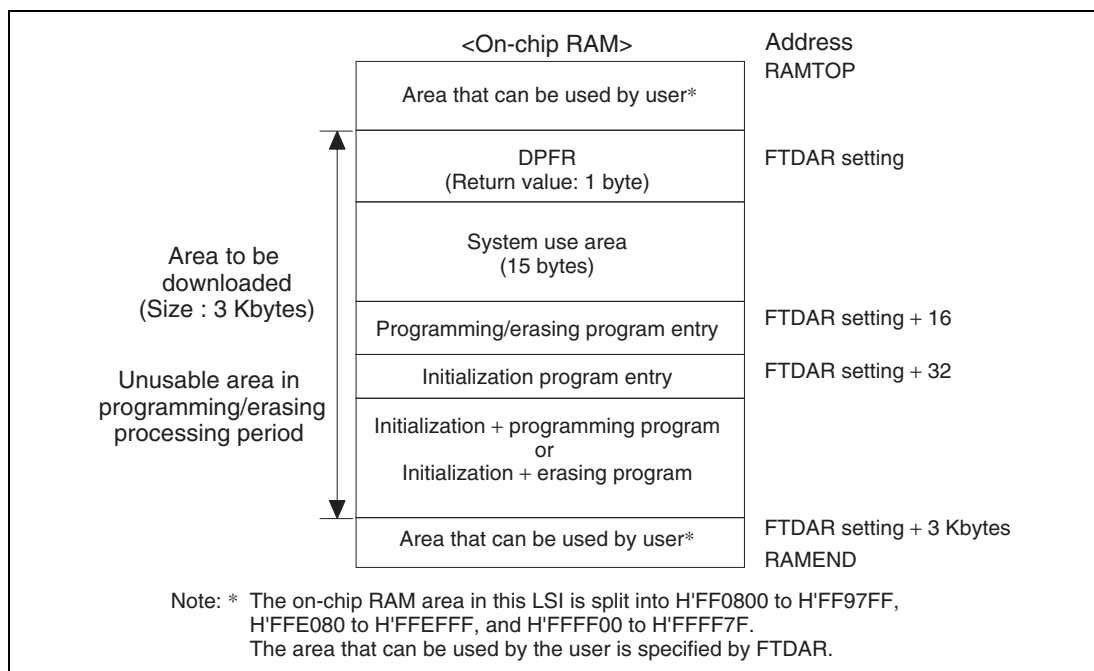 <On-chip RAM>
Address
RAMTOP
Area that can be used by user*
DPFR
(Return value: 1 byte)
FTDAR setting
System use area
(15 bytes)
Area to be
downloaded
(Size : 3 Kbytes)
Programming/erasing program entry
FTDAR setting + 16
Initialization program entry
FTDAR setting + 32
Unusable area in
programming/erasing
processing period
Initialization + programming program
or
Initialization + erasing program
Area that can be used by user*
FTDAR setting + 3 Kbytes
RAMEND
Note: * The on-chip RAM area in this LSI is split into H'FF0800 to H'FF97FF,
H'FFE080 to H'FFEFFF, and H'FFFF00 to H'FFFF7F.
The area that can be used by the user is specified by FTDAR.